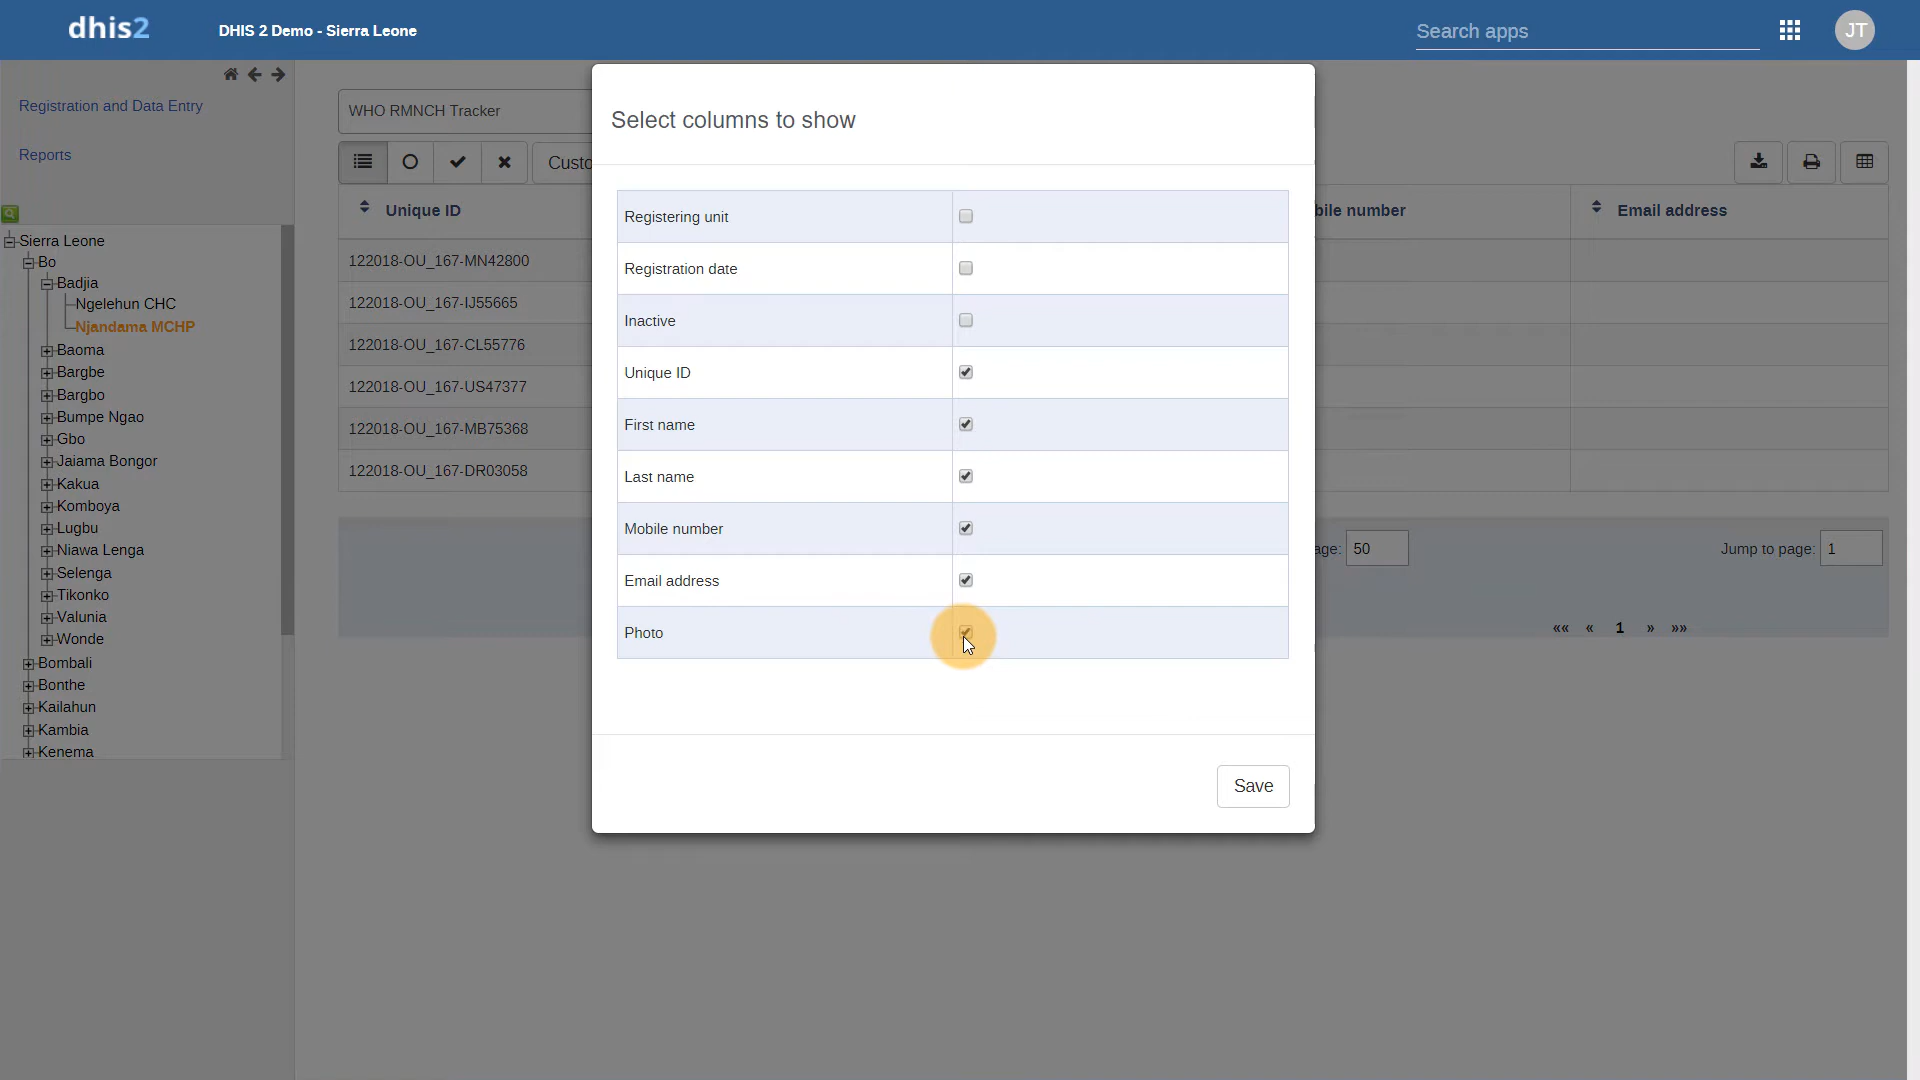 dhis2
DHIS 2 Demo - Sierra Leone
Search apps
JT
Registration and Data Entry
Reports
Sierra Leone
Bo
Badjia
Ngelehun CHC
Njandama MCHP
Baoma
Bargbe
Bargbo
Bumpe Ngao
Gbo
Jaiama Bongor
Kakua
Komboya
Lugbu
Niawa Lenga
Selenga
Tikonko
Valunia
Wonde
Bombali
Bonthe
Kailahun
Kambia
Kenema
WHO RMNCH Tracker
Custo
Unique ID
122018-OU_167-MN42800
122018-OU_167-IJ55665
122018-OU_167-CL55776
122018-OU_167-US47377
122018-OU_167-MB75368
122018-OU_167-DR03058
Select columns to show
Registering unit
Registration date
Inactive
Unique ID
First name
Last name
Mobile number
Email address
Photo
Save
bile number
Email address
age: 50
Jump to page: 1
«« « 1 » »»